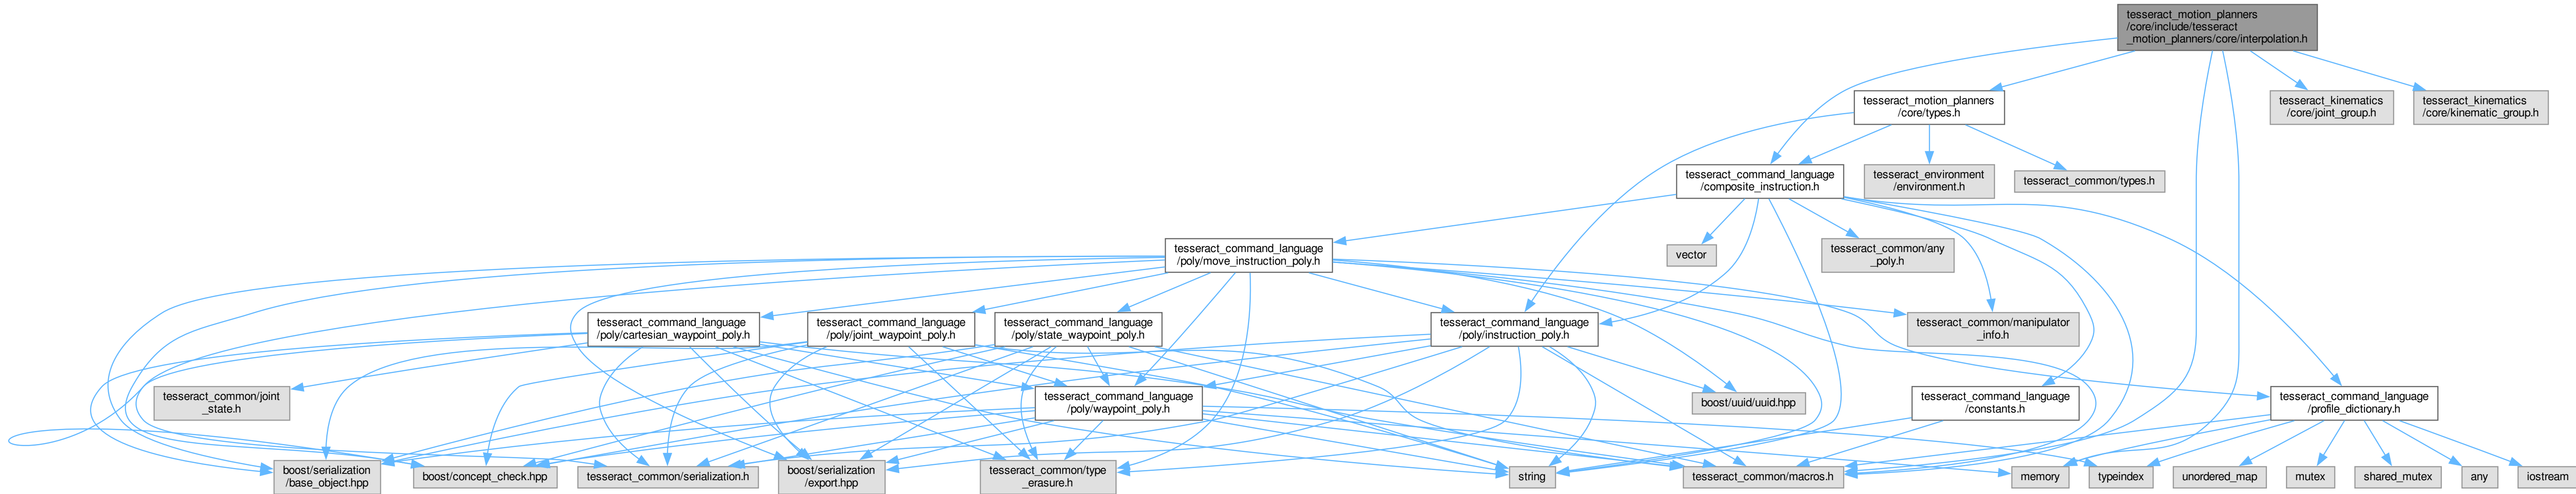 tesseract_motion_planners
/core/include/tesseract
_motion_planners/core/interpolation.h
tesseract_motion_planners
/core/types.h
tesseract_kinematics
/core/joint_group.h
tesseract_kinematics
/core/kinematic_group.h
tesseract_command_language
/composite_instruction.h
tesseract_environment
/environment.h
tesseract_common/types.h
tesseract_command_language
/poly/move_instruction_poly.h
vector
tesseract_common/any
_poly.h
tesseract_command_language
/poly/cartesian_waypoint_poly.h
tesseract_command_language
/poly/joint_waypoint_poly.h
tesseract_command_language
/poly/state_waypoint_poly.h
tesseract_command_language
/poly/instruction_poly.h
tesseract_common/manipulator
_info.h
tesseract_common/joint
_state.h
tesseract_command_language
/poly/waypoint_poly.h
boost/uuid/uuid.hpp
tesseract_command_language
/constants.h
tesseract_command_language
/profile_dictionary.h
boost/serialization
/base_object.hpp
boost/concept_check.hpp
tesseract_common/serialization.h
boost/serialization
/export.hpp
tesseract_common/type
_erasure.h
string
tesseract_common/macros.h
memory
typeindex
unordered_map
mutex
shared_mutex
any
iostream